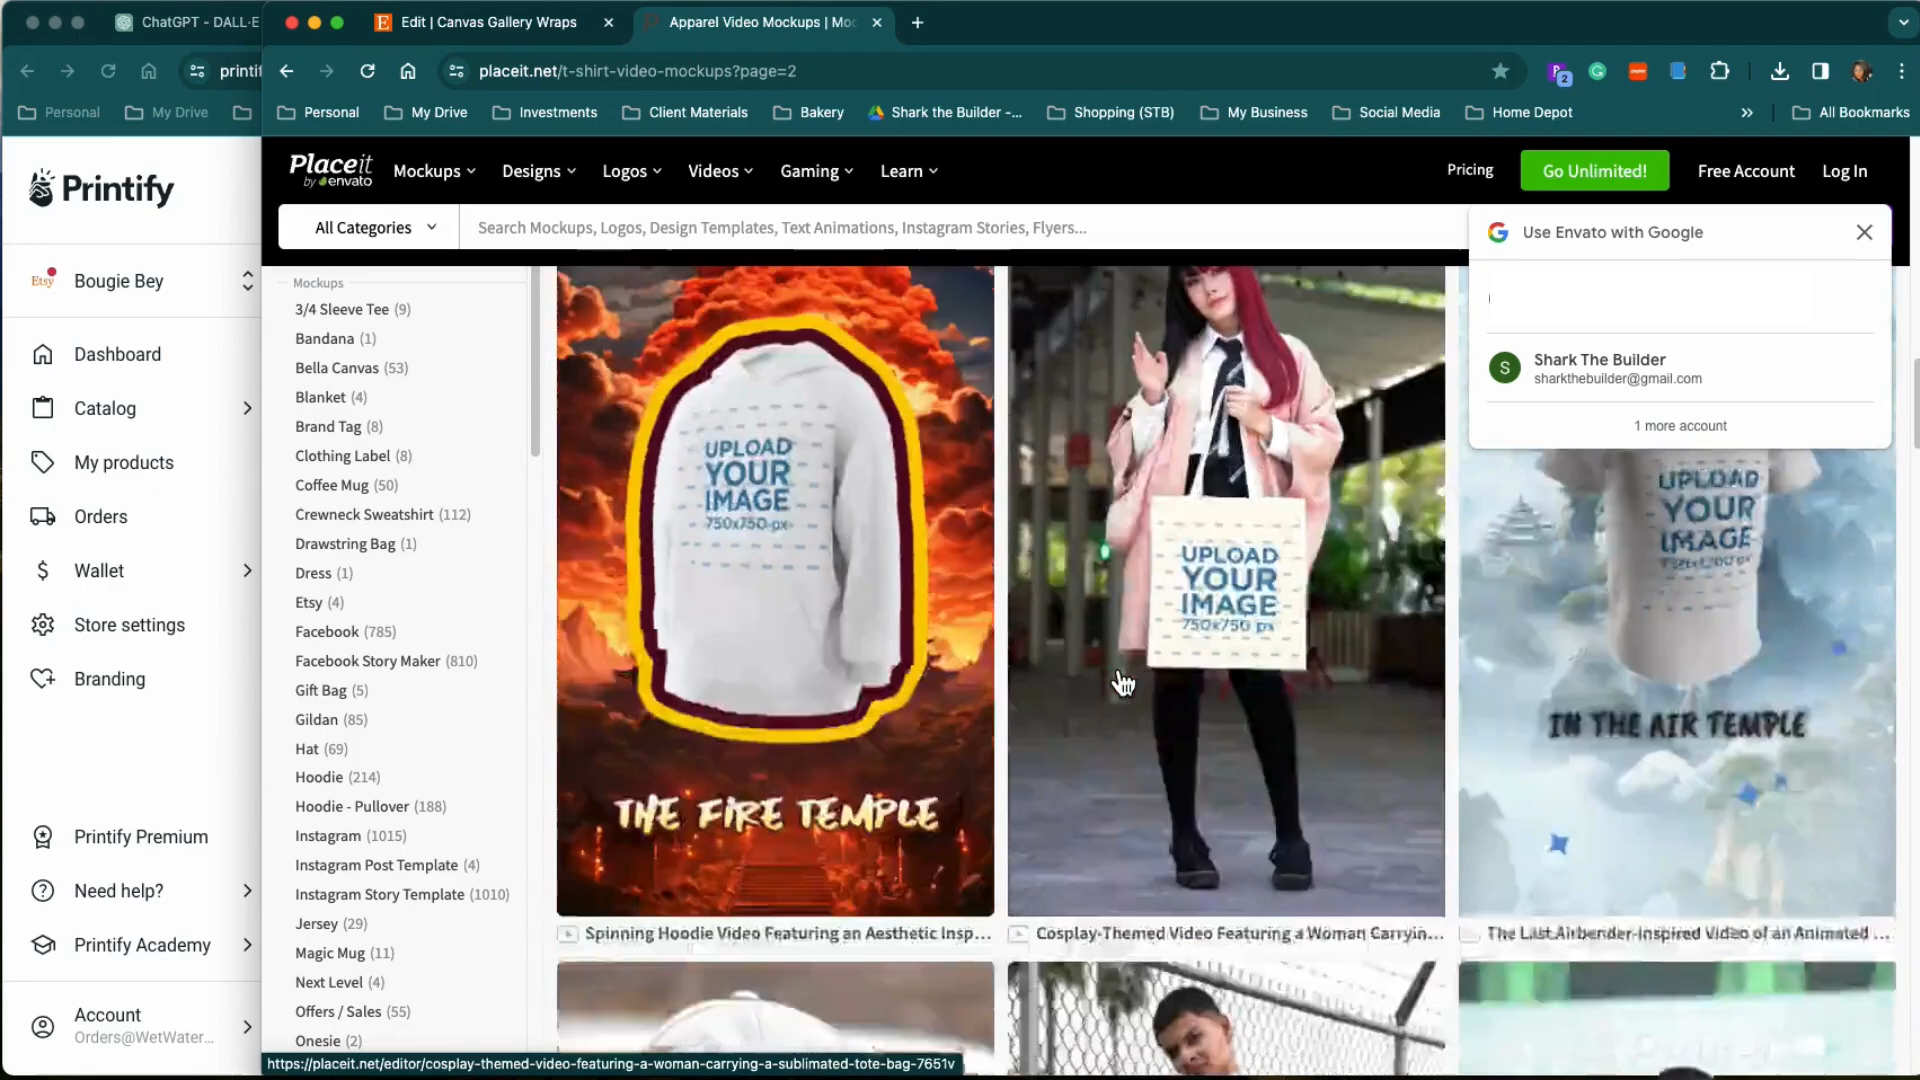 ChatGPT - DALL·E
Edit | Canvas Gallery Wraps
Apparel Video Mockups | Moc
printif
placeit.net/t-shirt-video-mockups?page=2
2
Personal
My Drive
Personal
My Drive
Investments
Client Materials
Bakery
Shark the Builder -...
Shopping (STB)
My Business
Social Media
Home Depot
All Bookmarks
Printify
Etsy
Bougie Bey
Dashboard
Catalog
My products
Orders
Wallet
Store settings
Branding
Printify Premium
Need help?
Printify Academy
Account
Orders@WetWater...
Placeit
by envato
Mockups
Designs
Logos
Videos
Gaming
Learn
Pricing
Go Unlimited!
Free Account
Log In
All Categories
Search Mockups, Logos, Design Templates, Text Animations, Instagram Stories, Flyers...
Use Envato with Google
S
Shark The Builder
sharkthebuilder@gmail.com
1 more account
Mockups
3/4 Sleeve Tee (9)
Bandana (1)
Bella Canvas (53)
Blanket (4)
Brand Tag (8)
Clothing Label (8)
Coffee Mug (50)
Crewneck Sweatshirt (112)
Drawstring Bag (1)
Dress (1)
Etsy (4)
Facebook (785)
Facebook Story Maker (810)
Gift Bag (5)
Gildan (85)
Hat (69)
Hoodie (214)
Hoodie - Pullover (188)
Instagram (1015)
Instagram Post Template (4)
Instagram Story Template (1010)
Jersey (29)
Magic Mug (11)
Next Level (4)
Offers / Sales (55)
Onesie (2)
UPLOAD
YOUR
IMAGE
750x750 px
THE FIRE TEMPLE
Spinning Hoodie Video Featuring an Aesthetic Insp...
UPLOAD
YOUR
IMAGE
750x750 px
Cosplay-Themed Video Featuring a Woman Carryin...
UPLOAD
YOUR
IMAGE
IN THE AIR TEMPLE
The Last Airbender-Inspired Video of an Animated ...
https://placeit.net/editor/cosplay-themed-video-featuring-a-woman-carrying-a-sublimated-tote-bag-7651v